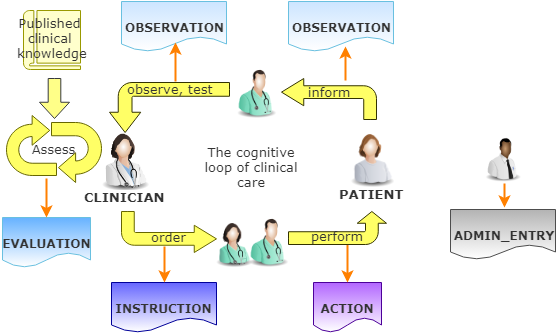 Published
clinical
knowledge
OBSERVATION
OBSERVATION
observe, test
inform
Assess
The cognitive
loop of clinical
care
CLINICIAN
PATIENT
EVALUATION
order
perform
ADMIN_ENTRY
INSTRUCTION
ACTION